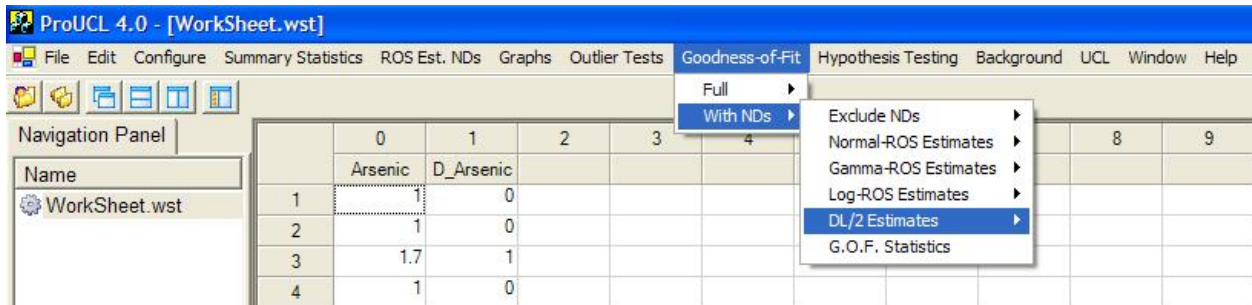 ProUCL 4.0 - [WorkSheet.wst]
File Edit Configure Summary Statistics ROS Est. NDs Graphs Outlier Tests Goodness-of-Fit Hypothesis Testing Background UCL Window Help
Full
With NDs
Exclude NDs
Normal-ROS Estimates
Gamma-ROS Estimates
Log-ROS Estimates
DL/2 Estimates
G.O.F. Statistics
Navigation Panel
Name
WorkSheet.wst
0 1 2 3 4 8 9
Arsenic D_Arsenic
1 1 0
2 1 0
3 1.7 1
4 1 0